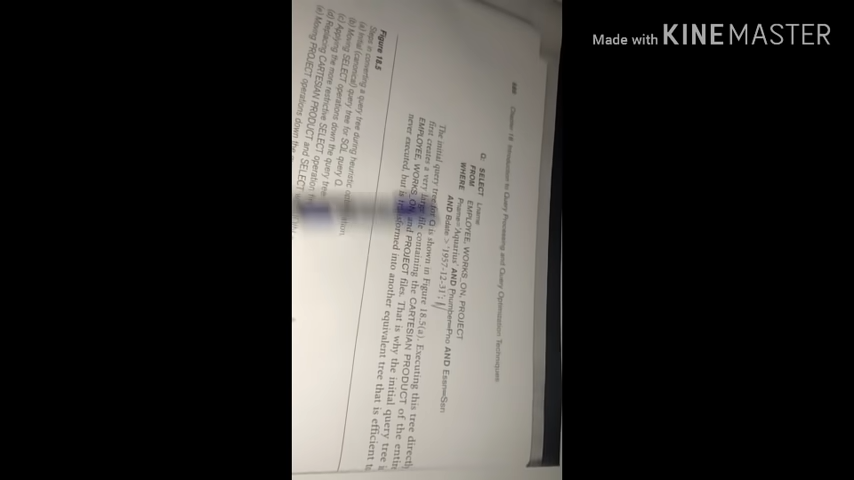 Made with KINEMASTER
680 Chapter 18 Introduction to Query Processing and Query Optimization Techniques
Q: SELECT Lname
FROM EMPLOYEE, WORKS_ON, PROJECT
WHERE Pname='Aquarius' AND Pnumber=Pno AND Essn=Ssn
AND Bdate > '1957-12-31';
The initial query tree for Q is shown in Figure 18.5(a). Executing this tree directl
first creates a very large file containing the CARTESIAN PRODUCT of the entir
EMPLOYEE, WORKS_ON, and PROJECT files. That is why the initial query tree i
never executed, but is transformed into another equivalent tree that is efficient t
Figure 18.5
Steps in converting a query tree during heuristic
(a) Initial (canonical) query tree for SQL query Q.
(b) Moving SELECT operations down the query tree.
(c) Applying the more restrictive SELECT operation
(d) Replacing CARTESIAN PRODUCT and SELECT
(e) Moving PROJECT operations down the